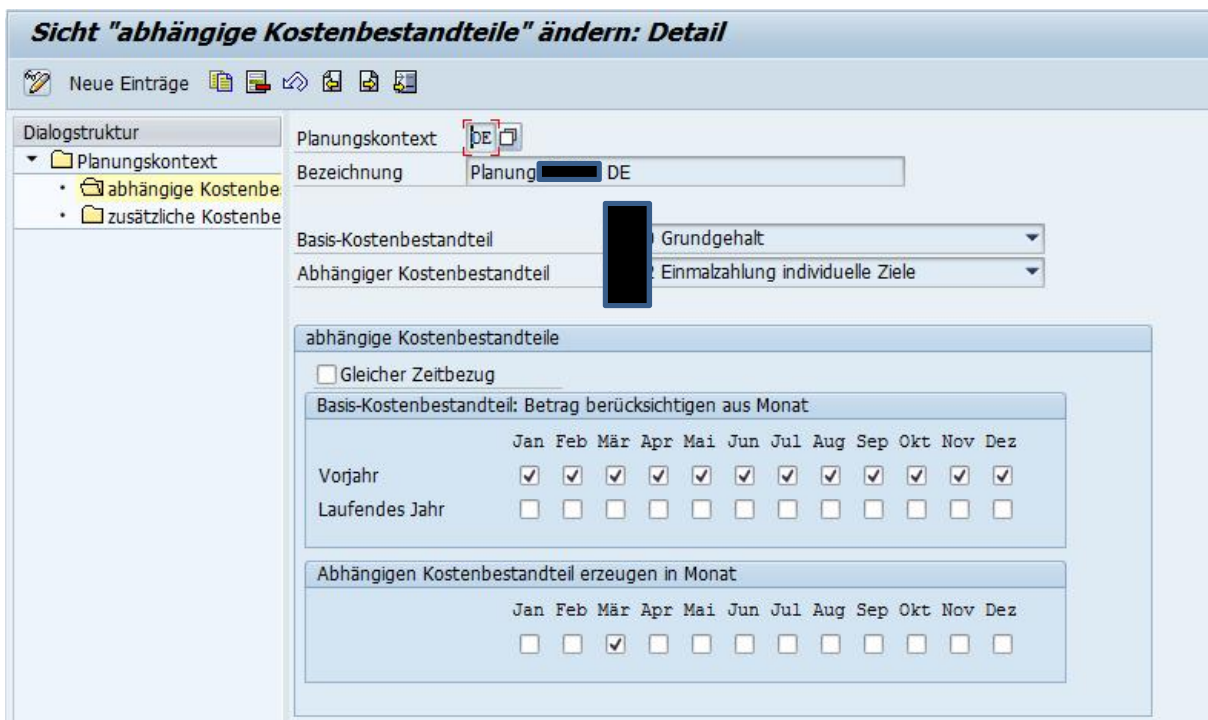 Sicht "abhängige Kostenbestandteile" ändern: Detail
Neue Einträge
Dialogstruktur
Planungskontext
abhängige Kostenbe
zusätzliche Kostenbe
Planungskontext DE
Bezeichnung Planung DE
Basis-Kostenbestandteil Grundgehalt
Abhängiger Kostenbestandteil 2 Einmalzahlung individuelle Ziele
abhängige Kostenbestandteile
Gleicher Zeitbezug
Basis-Kostenbestandteil: Betrag berücksichtigen aus Monat
Jan Feb Mär Apr Mai Jun Jul Aug Sep Okt Nov Dez
Vorjahr
Laufendes Jahr
Abhängigen Kostenbestandteil erzeugen in Monat
Jan Feb Mär Apr Mai Jun Jul Aug Sep Okt Nov Dez